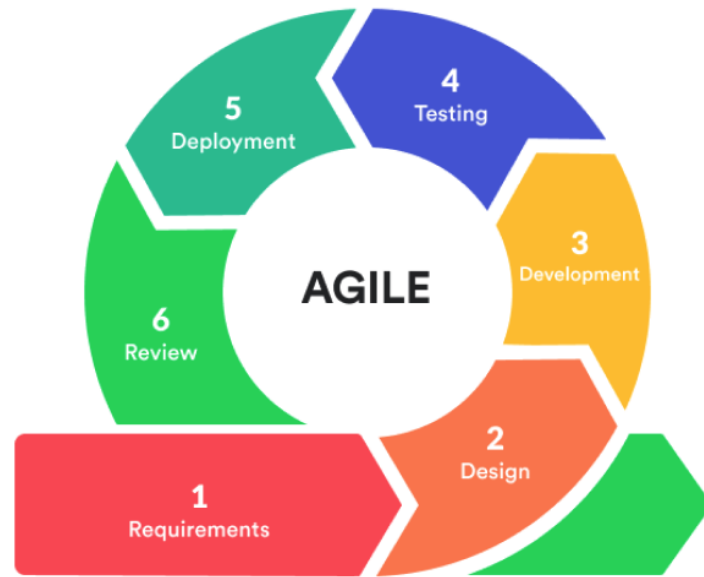 4
Testing
5
Deployment
3
Development
AGILE
6
Review
2
Design
1
Requirements